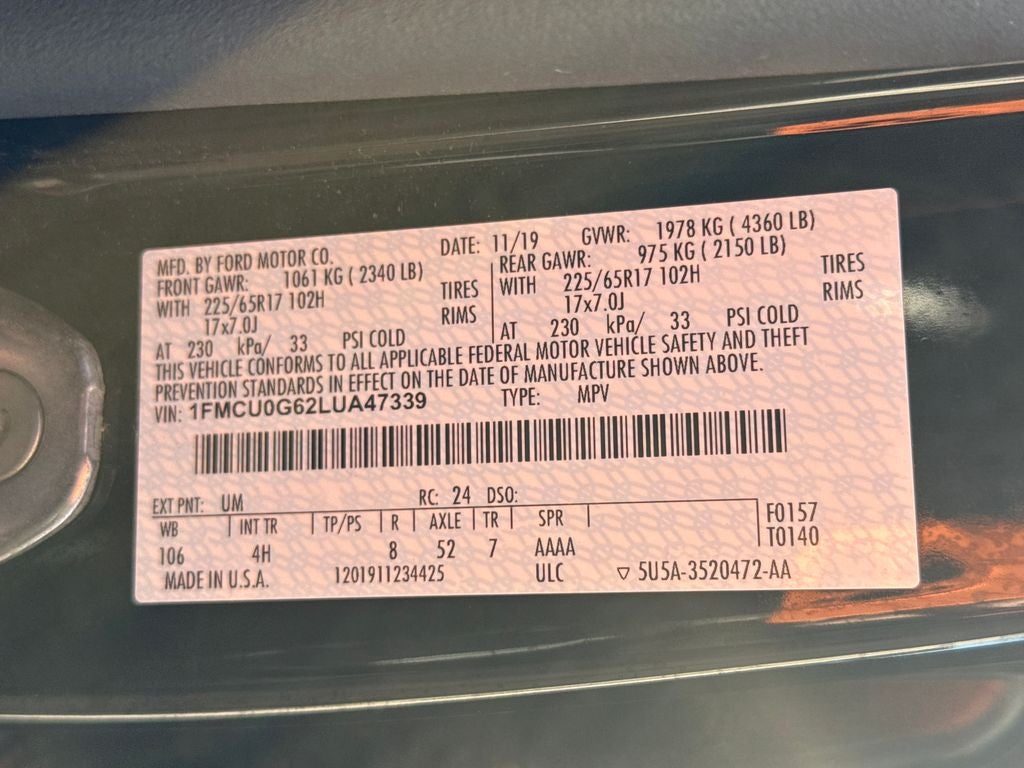 MFD. BY FORD MOTOR CO. DATE: 11/19 GVWR: 1978 KG ( 4360 LB)
FRONT GAWR: 1061 KG ( 2340 LB) REAR GAWR: 975 KG ( 2150 LB)
WITH 225/65R17 102H TIRES WITH 225/65R17 102H TIRES
17x7.0J RIMS 17x7.0J RIMS
AT 230 kPa/ 33 PSI COLD AT 230 kPa/ 33 PSI COLD
THIS VEHICLE CONFORMS TO ALL APPLICABLE FEDERAL MOTOR VEHICLE SAFETY AND THEFT
PREVENTION STANDARDS IN EFFECT ON THE DATE OF MANUFACTURE SHOWN ABOVE.
VIN: 1FMCU0G62LUA47339 TYPE: MPV
EXT PNT: UM RC: 24 DSO:
WB INT TR TP/PS R AXLE TR SPR F0157
106 4H 8 52 7 AAAA T0140
MADE IN U.S.A. 1201911234425 ULC ▽ 5U5A-3520472-AA